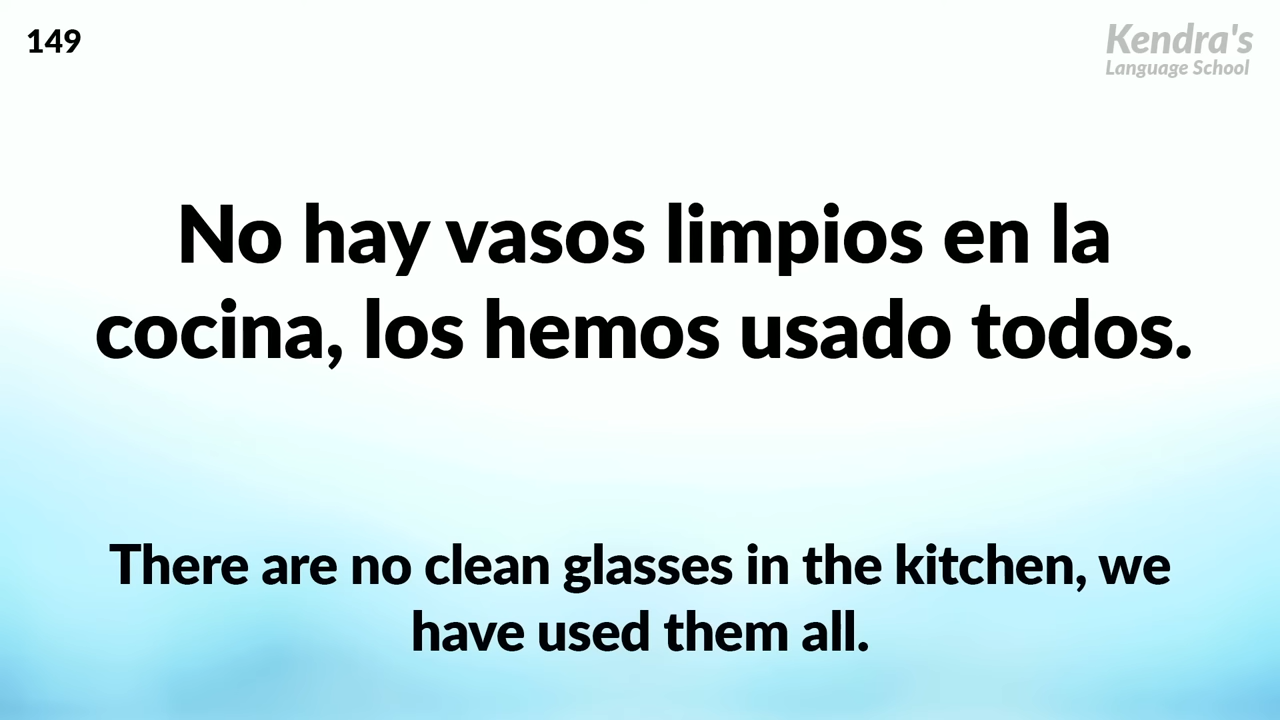 149
Kendra's
Language School
No hay vasos limpios en la
cocina, los hemos usado todos.
There are no clean glasses in the kitchen, we
have used them all.